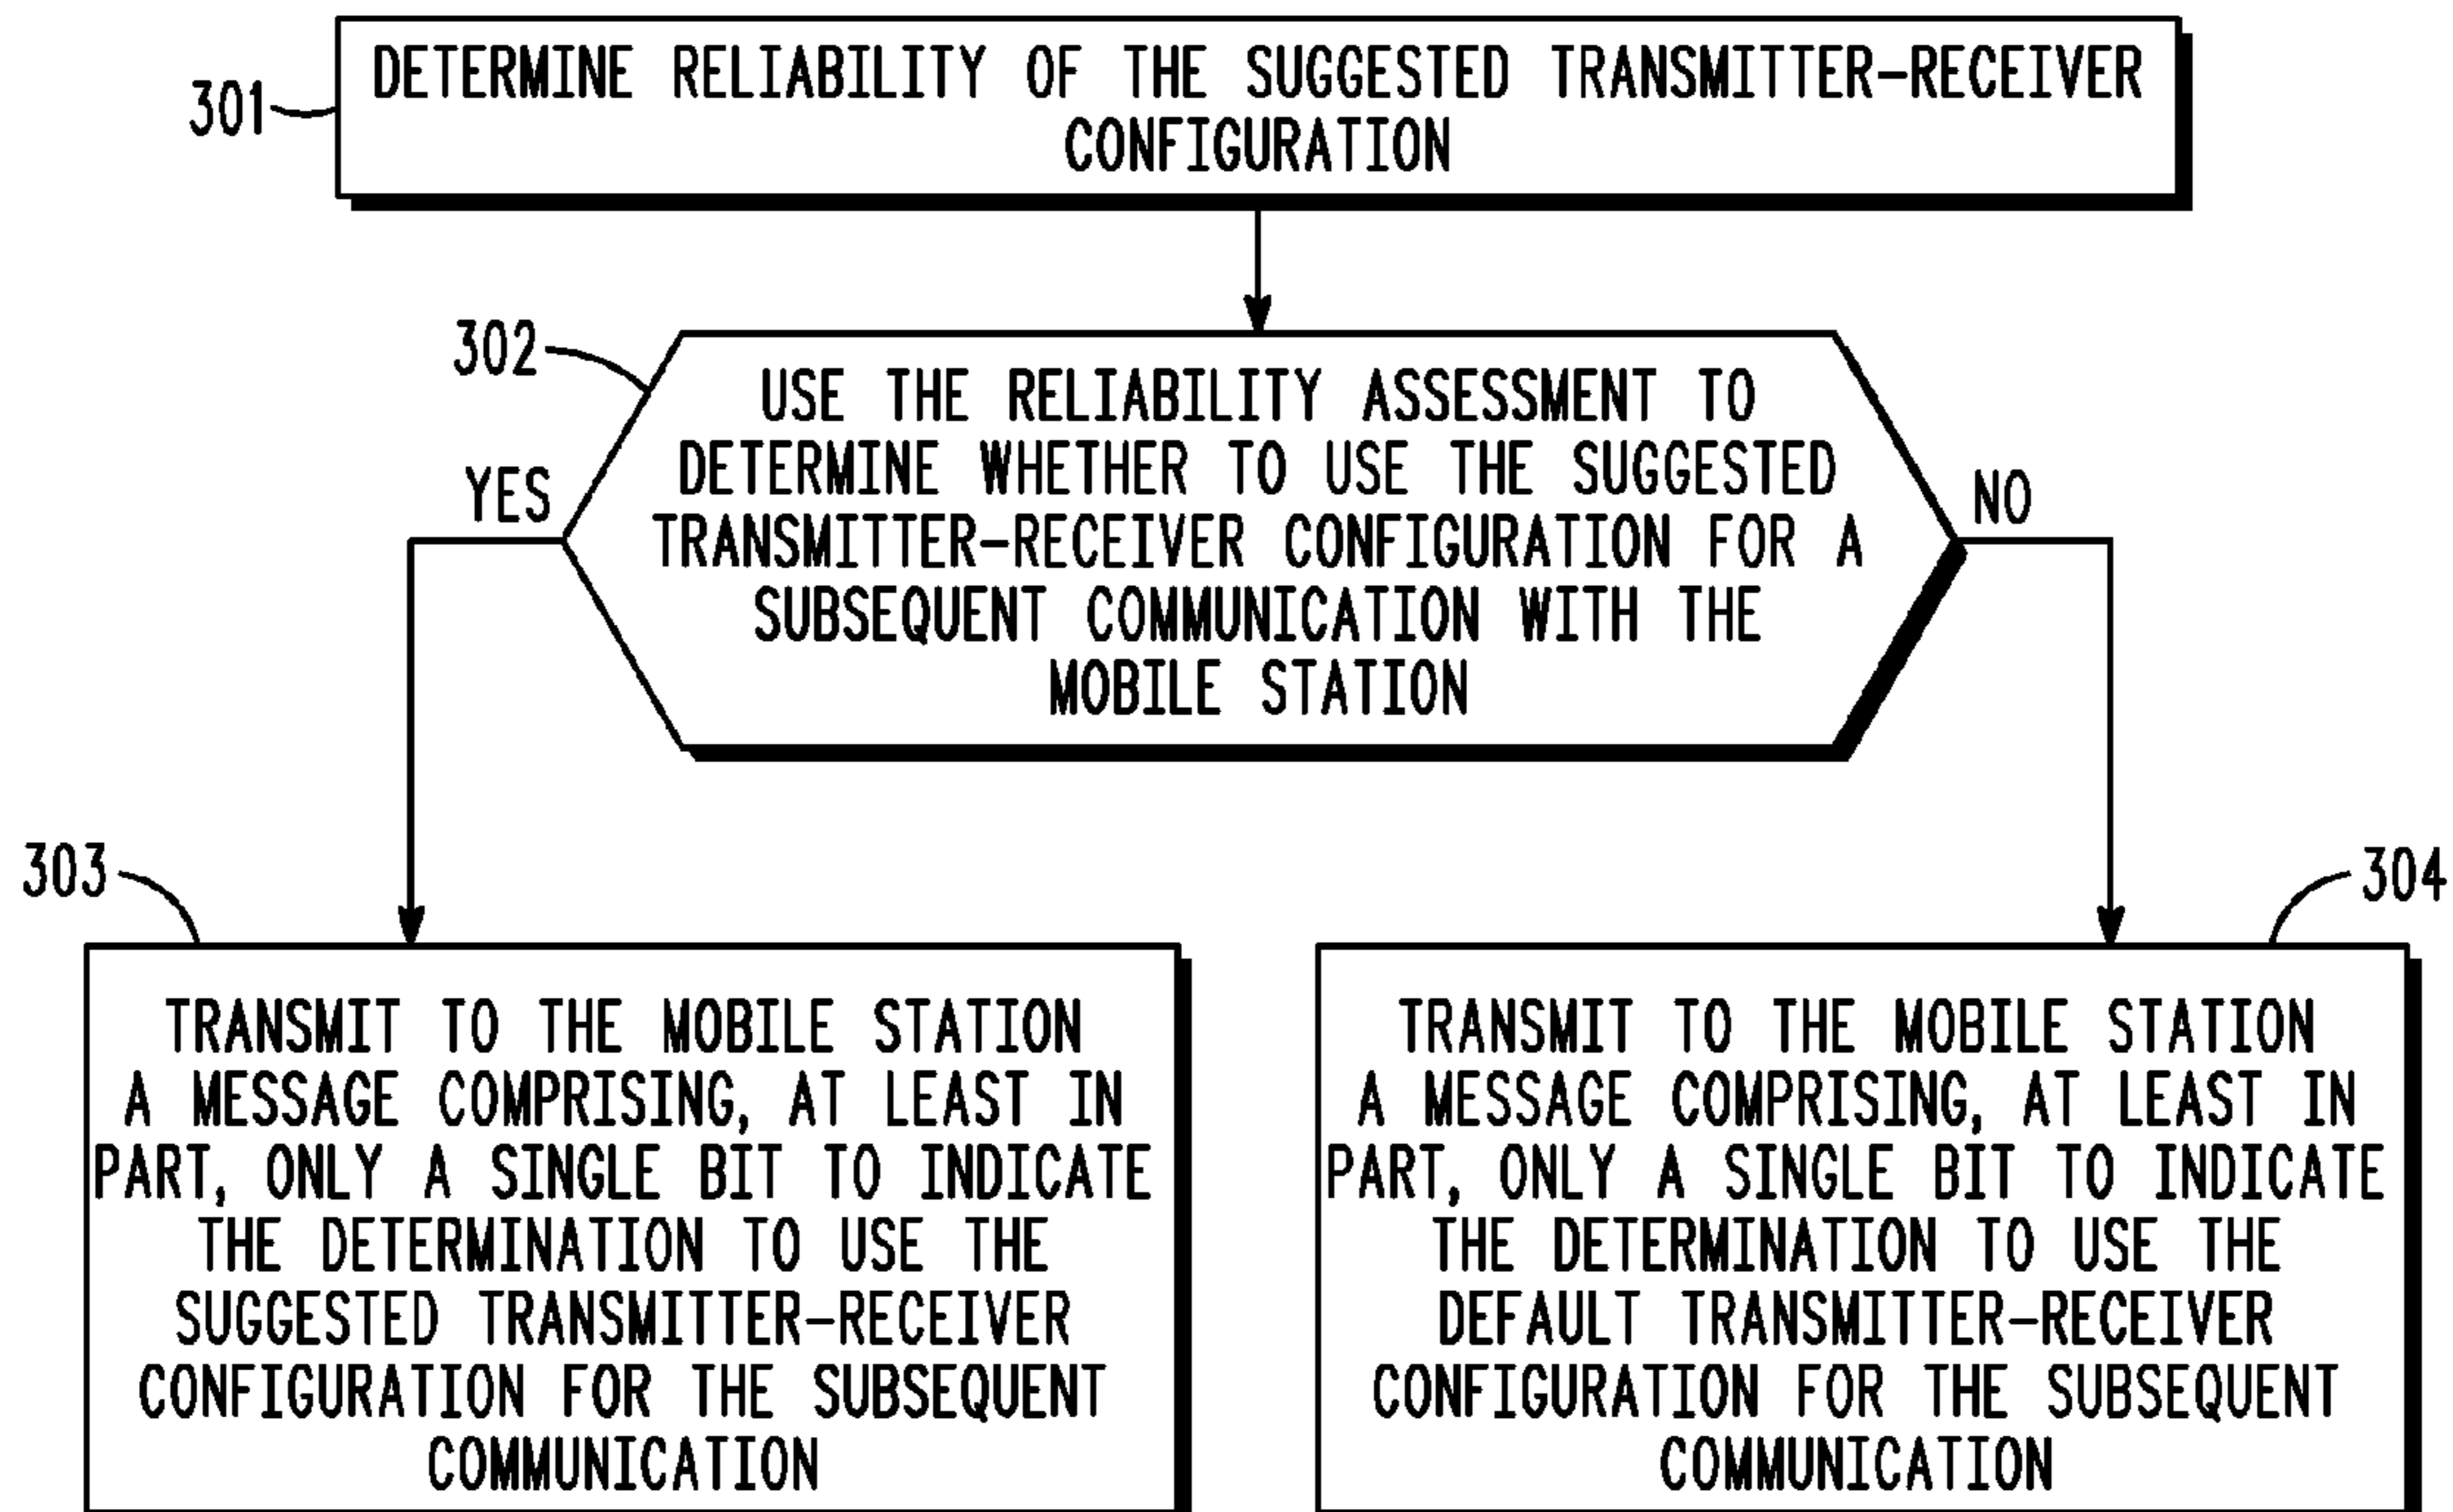 301
DETERMINE RELIABILITY OF THE SUGGESTED TRANSMITTER-RECEIVER
CONFIGURATION
302
USE THE RELIABILITY ASSESSMENT TO
DETERMINE WHETHER TO USE THE SUGGESTED
TRANSMITTER-RECEIVER CONFIGURATION FOR A
SUBSEQUENT COMMUNICATION WITH THE
MOBILE STATION
YES
NO
303
TRANSMIT TO THE MOBILE STATION
A MESSAGE COMPRISING, AT LEAST IN
PART, ONLY A SINGLE BIT TO INDICATE
THE DETERMINATION TO USE THE
SUGGESTED TRANSMITTER-RECEIVER
CONFIGURATION FOR THE SUBSEQUENT
COMMUNICATION
304
TRANSMIT TO THE MOBILE STATION
A MESSAGE COMPRISING, AT LEAST IN
PART, ONLY A SINGLE BIT TO INDICATE
THE DETERMINATION TO USE THE
DEFAULT TRANSMITTER-RECEIVER
CONFIGURATION FOR THE SUBSEQUENT
COMMUNICATION